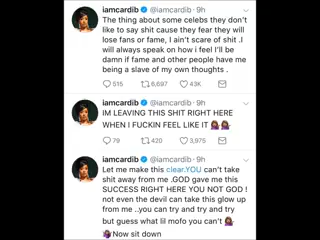 iamcardib @iamcardib · 9h
The thing about some celebs they don't
like to say shit cause they fear they will
lose fans or fame, I ain't scare of shit .I
will always speak on how i feel I'll be
damn if fame and other people have me
being a slave of my own thoughts .
515 6,697 43K
iamcardib @iamcardib · 9h
IM LEAVING THIS SHIT RIGHT HERE
WHEN I FUCKIN FEEL LIKE IT
79 420 3,975
iamcardib @iamcardib · 9h
Let me make this clear.YOU can't take
shit away from me .GOD gave me this
SUCCESS RIGHT HERE YOU NOT GOD !
not even the devil can take this glow up
from me ..you can try and try and try
but guess what lil mofo you can't
Now sit down